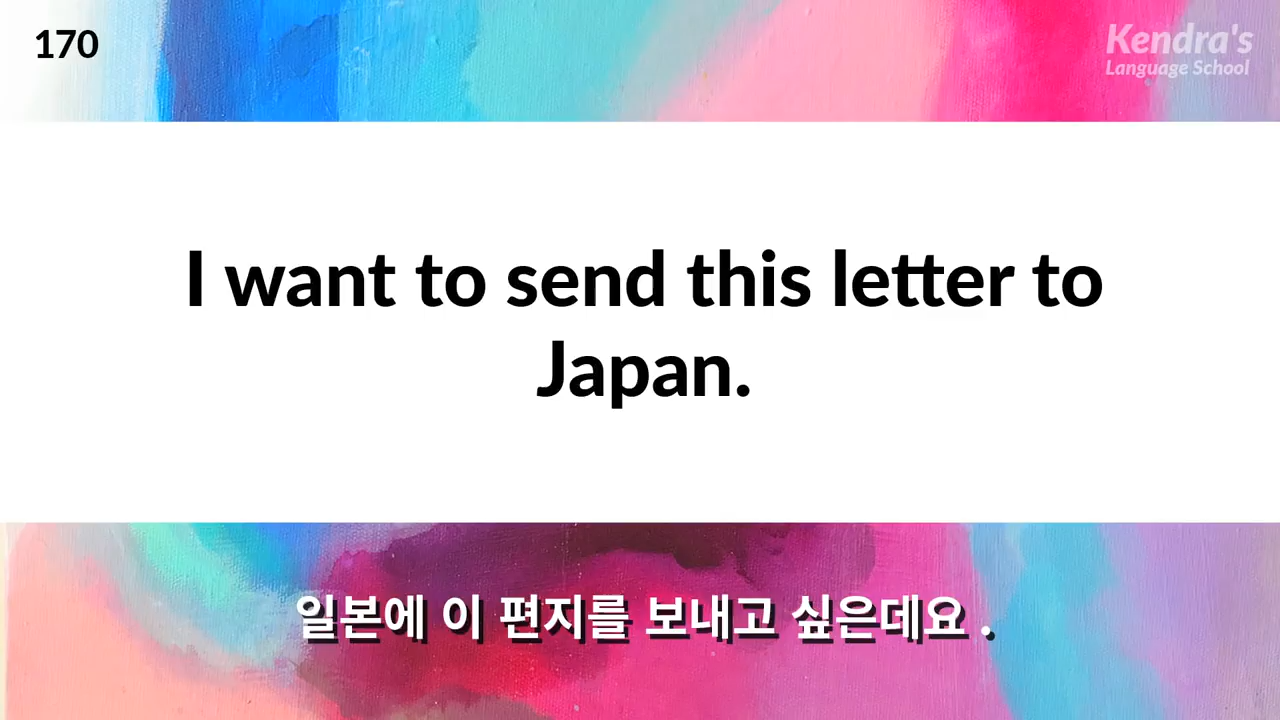 170
Kendra's
Language School
I want to send this letter to
Japan.
일본에 이 편지를 보내고 싶은데요 .